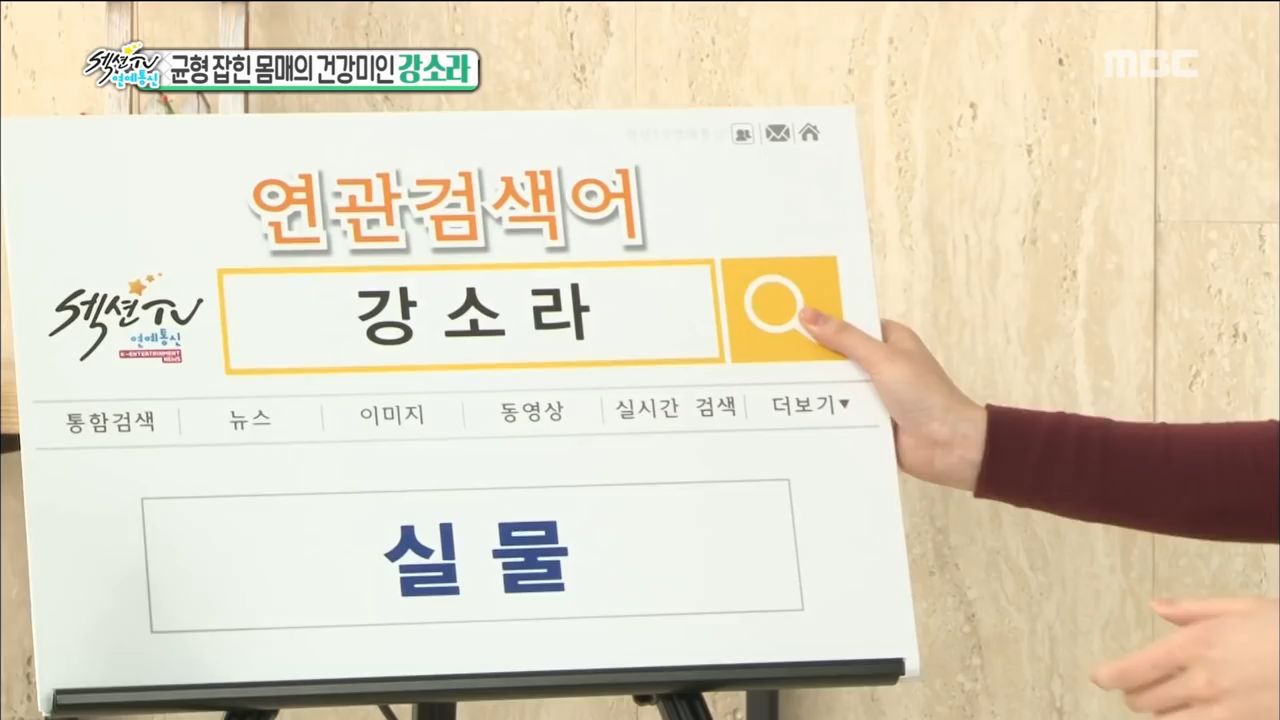 섹션TV 연예통신
균형 잡힌 몸매의 건강미인 강소라
MBC
연관검색어
섹션TV
연예통신
K-ENTERTAINMENT
NEWS
강소라
통합검색 뉴스 이미지 동영상 실시간 검색 더보기▼
실물